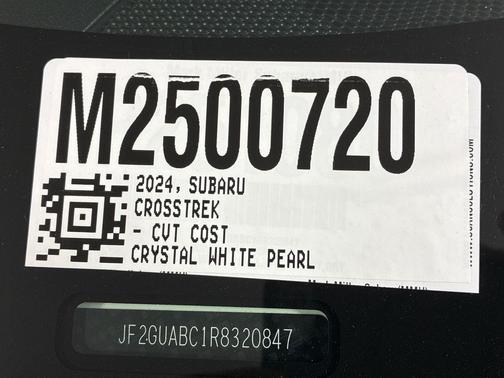 M2500720
2024, SUBARU
CROSSTREK
- CVT COST
CRYSTAL WHITE PEARL
JF2GUABC1R8320847